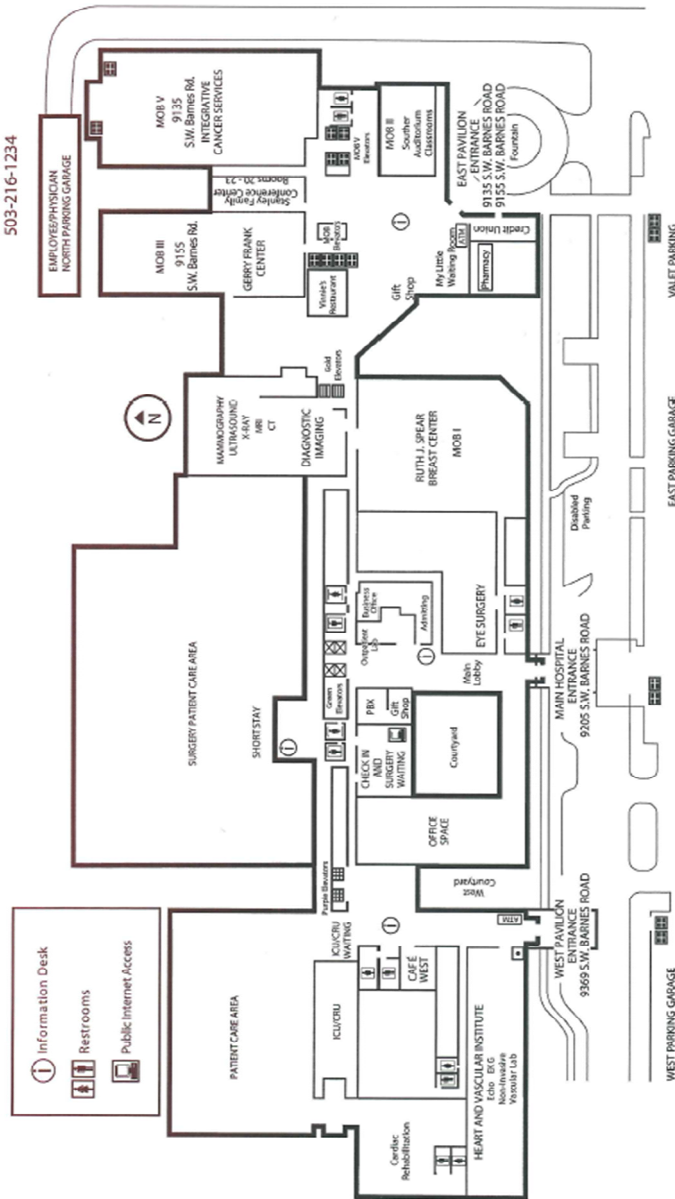 503-216-1234
EMPLOYEE/PHYSICIAN
NORTH PARKING GARAGE
MOB V
9135
S.W. Barnes Rd.
INTEGRATIVE
CANCER SERVICES
MOB V
Elevators
MOB II
Souther
Auditorium
Classrooms
EAST PAVILION
ENTRANCE
9135 S.W. BARNES ROAD
9155 S.W. BARNES ROAD
Fountain
Stanley Family
Conference Center
Rooms 20 - 23
MOB III
9155
S.W. Barnes Rd.
GERRY FRANK
CENTER
MOB
Elevators
Vinnie's
Restaurant
i
Gift
Shop
My Little
Waiting Room
ATM
Credit Union
Pharmacy
VALET PARKING
N
MAMMOGRAPHY
ULTRASOUND
X-RAY
MRI
CT
DIAGNOSTIC
IMAGING
Gold
Elevators
RUTH J. SPEAR
BREAST CENTER
MOB I
EAST PARKING GARAGE
Disabled
Parking
SURGERY PATIENT CARE AREA
SHORT STAY
i
Green
Elevators
Outpatient
Lab
Business
Office
Admitting
i
EYE SURGERY
Main
Lobby
MAIN HOSPITAL
ENTRANCE
9205 S.W. BARNES ROAD
PBX
Gift
Shop
CHECK IN
AND
SURGERY
WAITING
Courtyard
OFFICE
SPACE
West
Courtyard
Purple Elevators
ICU/CRU
WAITING
i
ATM
WEST PAVILION
ENTRANCE
9369 S.W. BARNES ROAD
WEST PARKING GARAGE
PATIENT CARE AREA
ICU/CRU
CAFÉ
WEST
HEART AND VASCULAR INSTITUTE
Echo EKG
Non-Invasive
Vascular Lab
Cardiac
Rehabilitation
i Information Desk
Restrooms
Public Internet Access